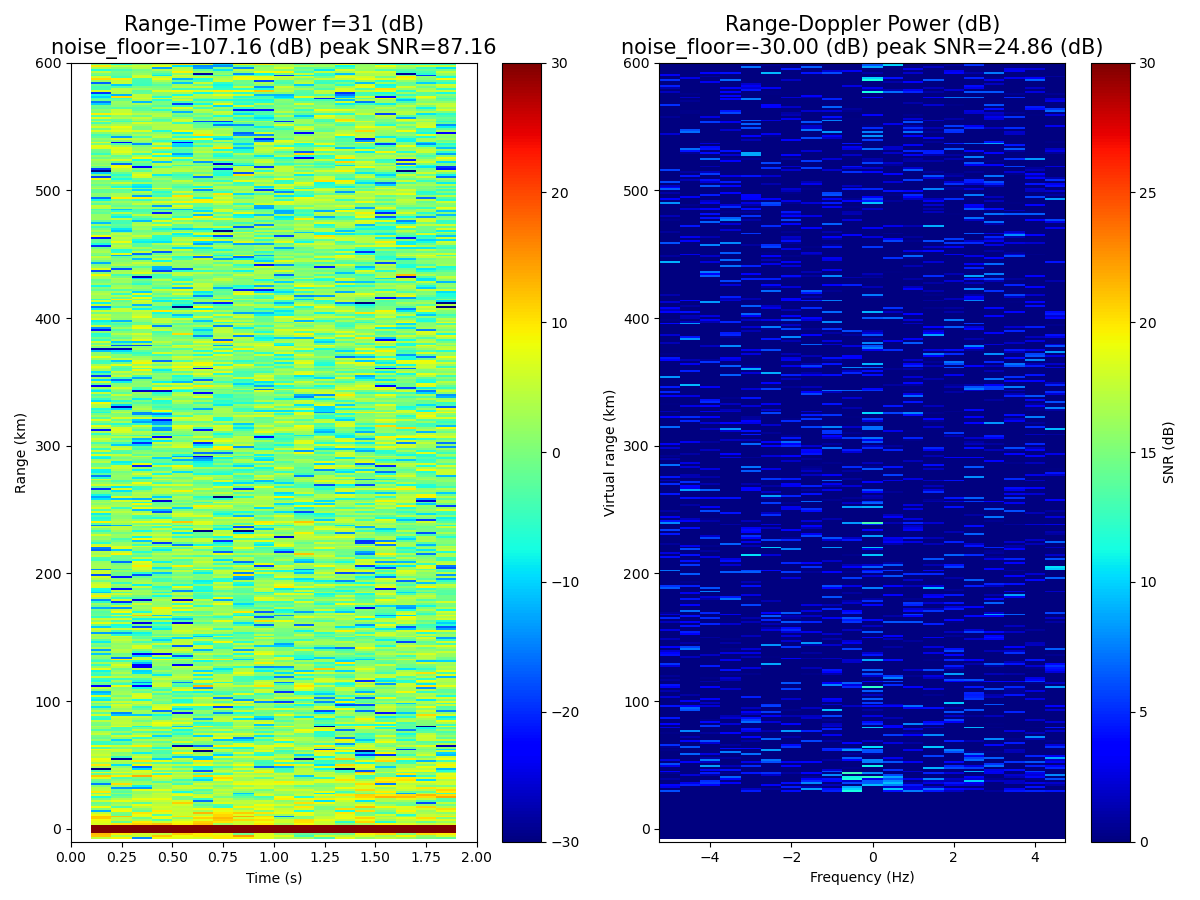 Range-Time Power f=31 (dB)
noise_floor=-107.16 (dB) peak SNR=87.16
600
500
400
300
200
100
0
Range (km)
0.00 0.25 0.50 0.75 1.00 1.25 1.50 1.75 2.00
Time (s)
30
20
10
0
−10
−20
−30
Range-Doppler Power (dB)
noise_floor=-30.00 (dB) peak SNR=24.86 (dB)
600
500
400
300
200
100
0
Virtual range (km)
−4 −2 0 2 4
Frequency (Hz)
30
25
20
15
10
5
0
SNR (dB)